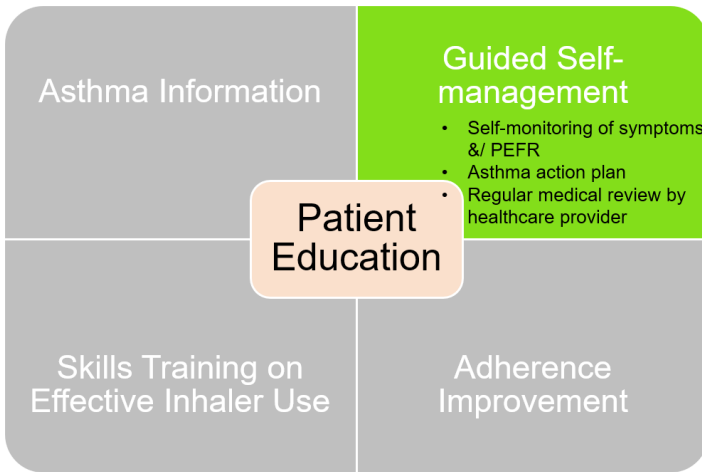 Asthma Information
Guided Self-
management
• Self-monitoring of symptoms
&/ PEFR
• Asthma action plan
• Regular medical review by
healthcare provider
Patient
Education
Skills Training on
Effective Inhaler Use
Adherence
Improvement